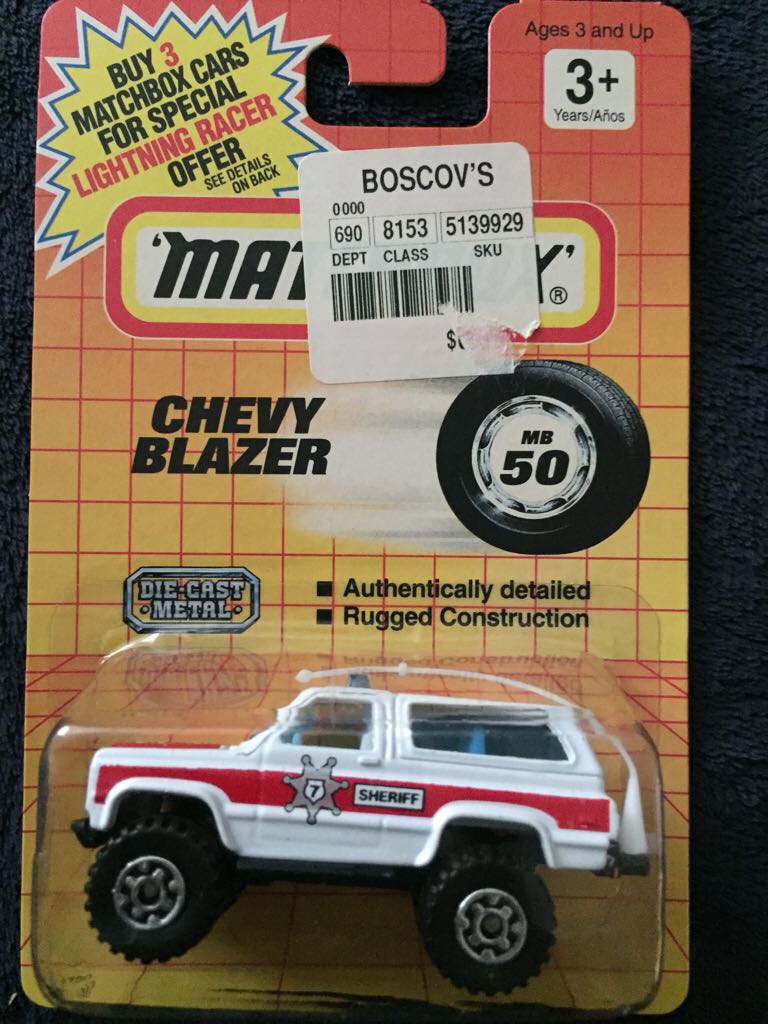 BUY 3
MATCHBOX CARS
FOR SPECIAL
LIGHTNING RACER
OFFER
SEE DETAILS
ON BACK
Ages 3 and Up
3+
Years/Años
BOSCOV'S
0000
690 8153 5139929
DEPT CLASS SKU
$
'MAT Y'®
CHEVY
BLAZER
MB
50
DIE-CAST
METAL
■ Authentically detailed
■ Rugged Construction
7
SHERIFF